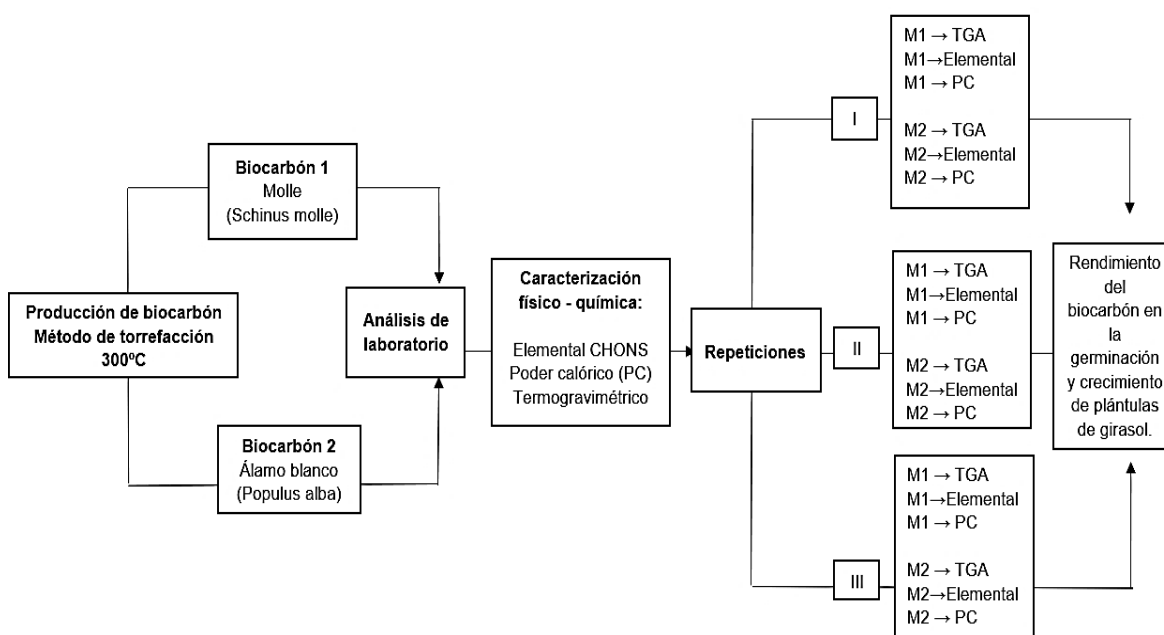 Producción de biocarbón
Método de torrefacción
300ºC
Biocarbón 1
Molle
(Schinus molle)
Biocarbón 2
Álamo blanco
(Populus alba)
Análisis de
laboratorio
Caracterización
físico - química:
Elemental CHONS
Poder calórico (PC)
Termogravimétrico
Repeticiones
I
M1 → TGA
M1→Elemental
M1 → PC
M2 → TGA
M2→Elemental
M2 → PC
II
M1 → TGA
M1→Elemental
M1 → PC
M2 → TGA
M2→Elemental
M2 → PC
III
M1 → TGA
M1→Elemental
M1 → PC
M2 → TGA
M2→Elemental
M2 → PC
Rendimiento
del
biocarbón en
la
germinación
y crecimiento
de plántulas
de girasol.